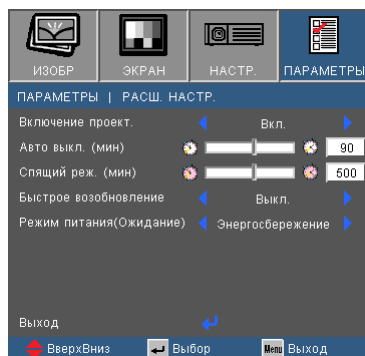 ИЗОБР ЭКРАН НАСТР. ПАРАМЕТРЫ
ПАРАМЕТРЫ | РАСШ. НАСТР.
Включение проект. Вкл.
Авто выкл. (мин) 90
Спящий реж. (мин) 500
Быстрое возобновление Выкл.
Режим питания(Ожидание) Энергосбережение
Выход
ВверхВниз Выбор Menu Выход